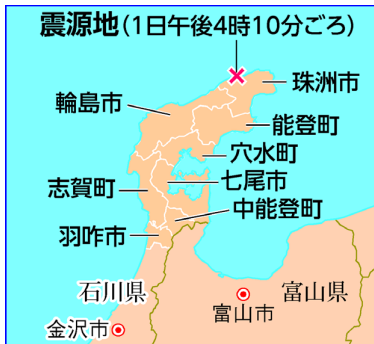 震源地(1日午後4時10分ごろ)
珠洲市
輪島市
能登町
穴水町
志賀町
七尾市
中能登町
羽咋市
石川県
富山県
富山市
金沢市